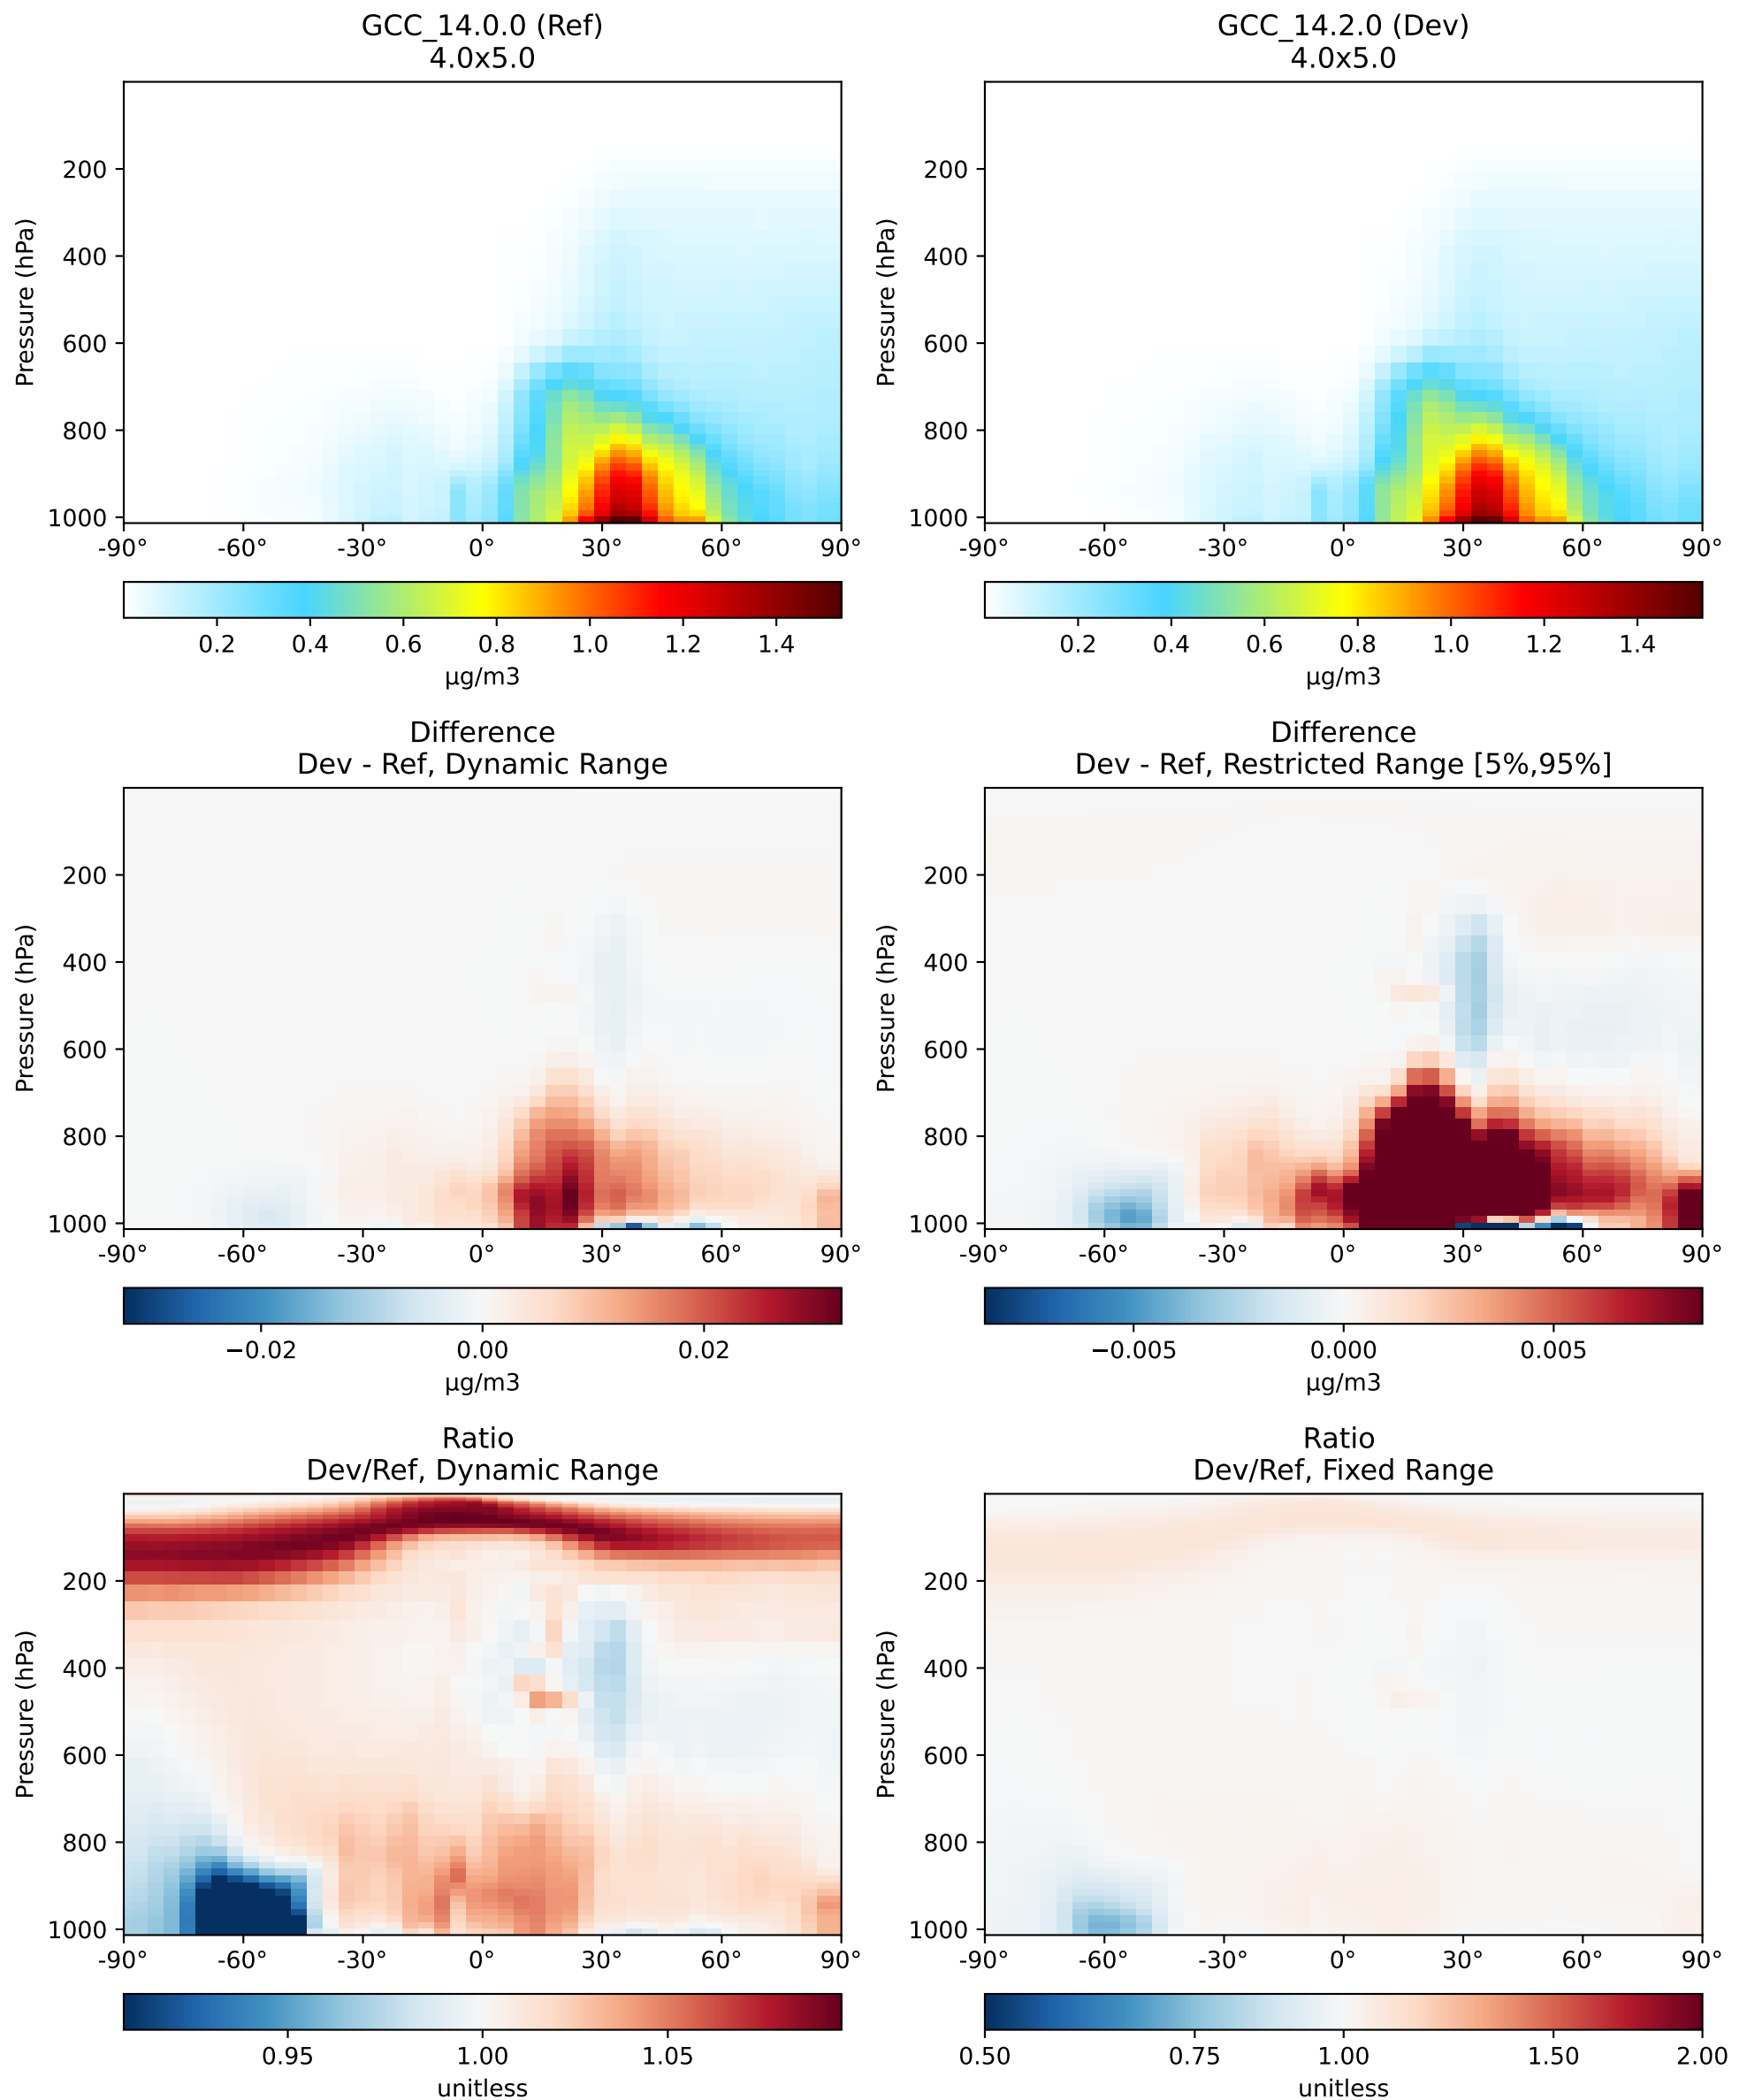 GCC_14.0.0 (Ref)
4.0x5.0
Pressure (hPa)
200
400
600
800
1000
-90° -60° -30° 0° 30° 60° 90°
0.2 0.4 0.6 0.8 1.0 1.2 1.4
µg/m3
GCC_14.2.0 (Dev)
4.0x5.0
Pressure (hPa)
200
400
600
800
1000
-90° -60° -30° 0° 30° 60° 90°
0.2 0.4 0.6 0.8 1.0 1.2 1.4
µg/m3
Difference
Dev - Ref, Dynamic Range
Pressure (hPa)
200
400
600
800
1000
-90° -60° -30° 0° 30° 60° 90°
−0.02 0.00 0.02
µg/m3
Difference
Dev - Ref, Restricted Range [5%,95%]
Pressure (hPa)
200
400
600
800
1000
-90° -60° -30° 0° 30° 60° 90°
−0.005 0.000 0.005
µg/m3
Ratio
Dev/Ref, Dynamic Range
Pressure (hPa)
200
400
600
800
1000
-90° -60° -30° 0° 30° 60° 90°
0.95 1.00 1.05
unitless
Ratio
Dev/Ref, Fixed Range
Pressure (hPa)
200
400
600
800
1000
-90° -60° -30° 0° 30° 60° 90°
0.50 0.75 1.00 1.50 2.00
unitless